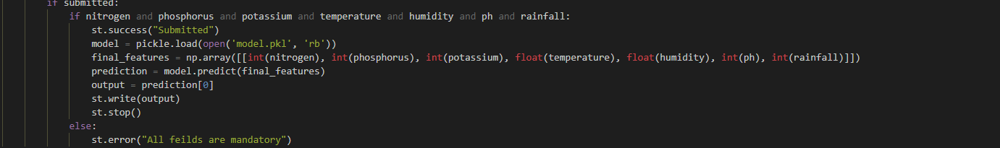 if submitted:
if nitrogen and phosphorus and potassium and temperature and humidity and ph and rainfall:
st.success("Submitted")
model = pickle.load(open('model.pkl', 'rb'))
final_features = np.array([[int(nitrogen), int(phosphorus), int(potassium), float(temperature), float(humidity), int(ph), int(rainfall)]])
prediction = model.predict(final_features)
output = prediction[0]
st.write(output)
st.stop()
else:
st.error("All feilds are mandatory")